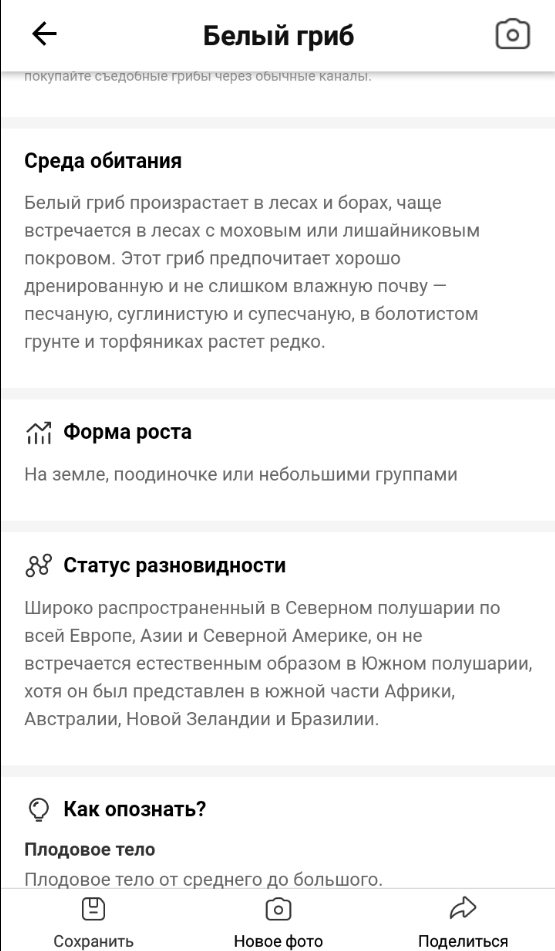 Белый гриб
покупайте съедобные грибы через обычные каналы.
Среда обитания
Белый гриб произрастает в лесах и борах, чаще
встречается в лесах с моховым или лишайниковым
покровом. Этот гриб предпочитает хорошо
дренированную и не слишком влажную почву —
песчаную, суглинистую и супесчаную, в болотистом
грунте и торфяниках растет редко.
Форма роста
На земле, поодиночке или небольшими группами
Статус разновидности
Широко распространенный в Северном полушарии по
всей Европе, Азии и Северной Америке, он не
встречается естественным образом в Южном полушарии,
хотя он был представлен в южной части Африки,
Австралии, Новой Зеландии и Бразилии.
Как опознать?
Плодовое тело
Плодовое тело от среднего до большого.
Сохранить
Новое фото
Поделиться